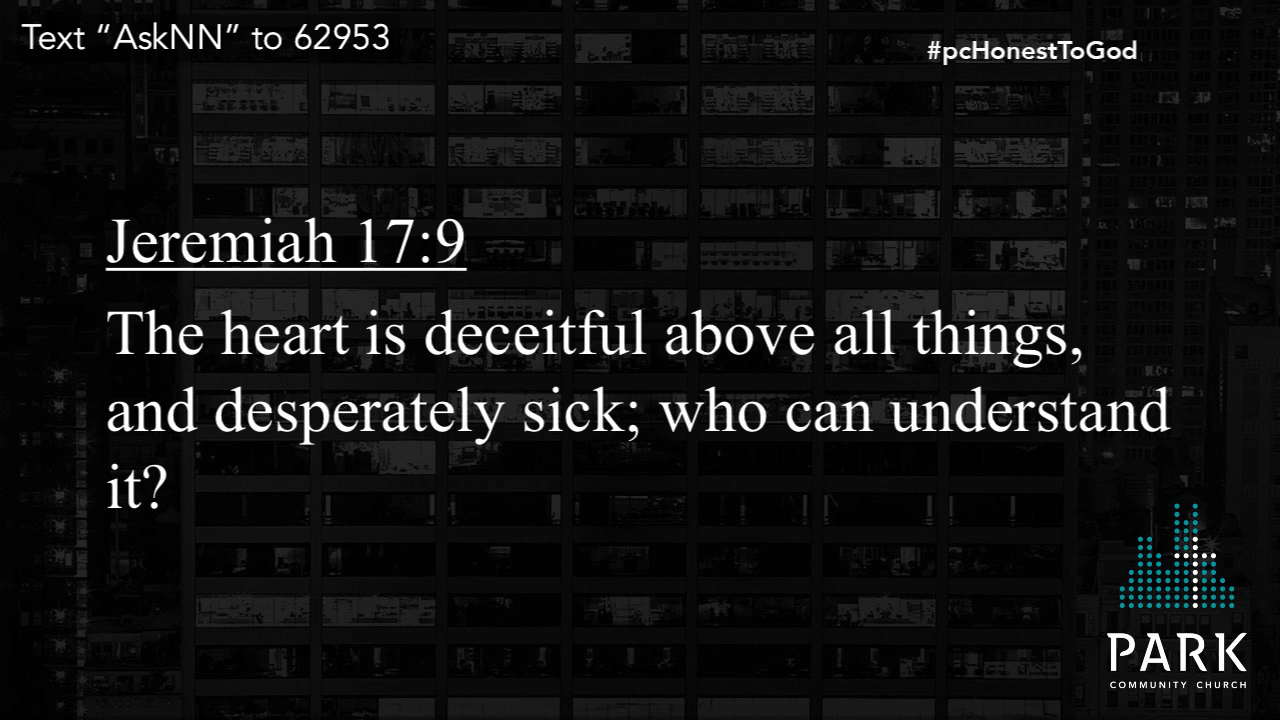 Text “AskNN” to 62953
#pcHonestToGod
Jeremiah 17:9
The heart is deceitful above all things,
and desperately sick; who can understand
it?
PARK
COMMUNITY CHURCH